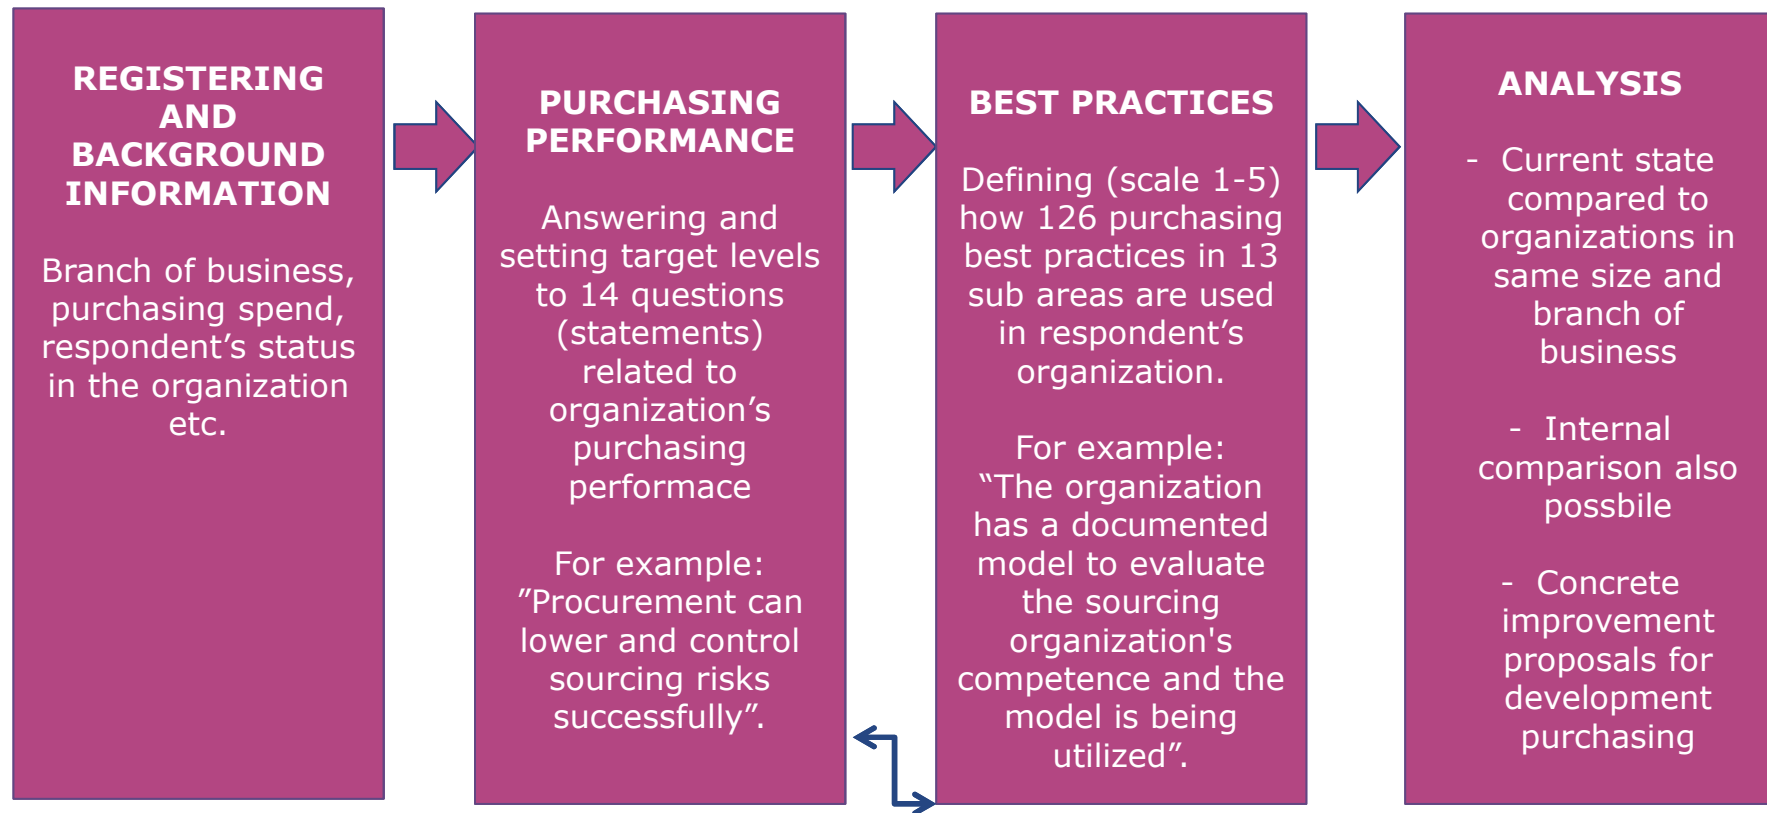 REGISTERING
AND
BACKGROUND
INFORMATION
Branch of business,
purchasing spend,
respondent’s status
in the organization
etc.
PURCHASING
PERFORMANCE
Answering and
setting target levels
to 14 questions
(statements)
related to
organization’s
purchasing
performace
For example:
”Procurement can
lower and control
sourcing risks
successfully”.
BEST PRACTICES
Defining (scale 1-5)
how 126 purchasing
best practices in 13
sub areas are used
in respondent’s
organization.
For example:
“The organization
has a documented
model to evaluate
the sourcing
organization's
competence and the
model is being
utilized”.
ANALYSIS
- Current state
compared to
organizations in
same size and
branch of
business
- Internal
comparison also
possbile
- Concrete
improvement
proposals for
development
purchasing